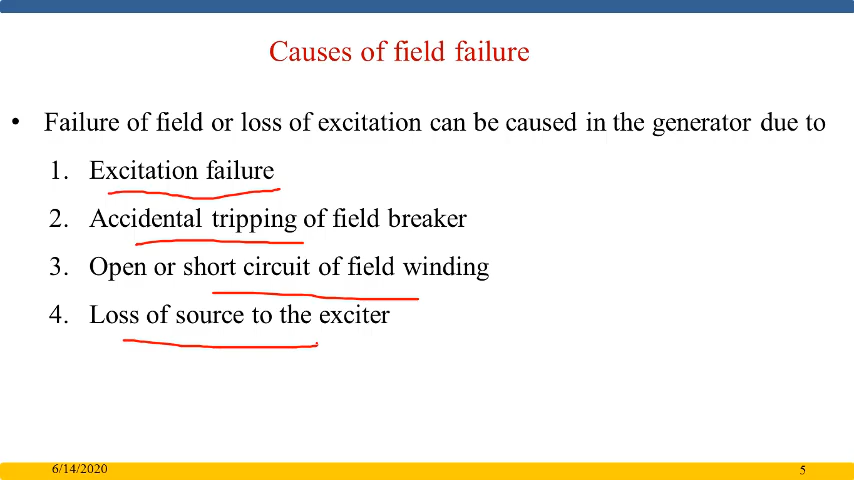 Causes of field failure
• Failure of field or loss of excitation can be caused in the generator due to
1. Excitation failure
2. Accidental tripping of field breaker
3. Open or short circuit of field winding
4. Loss of source to the exciter
6/14/2020 5